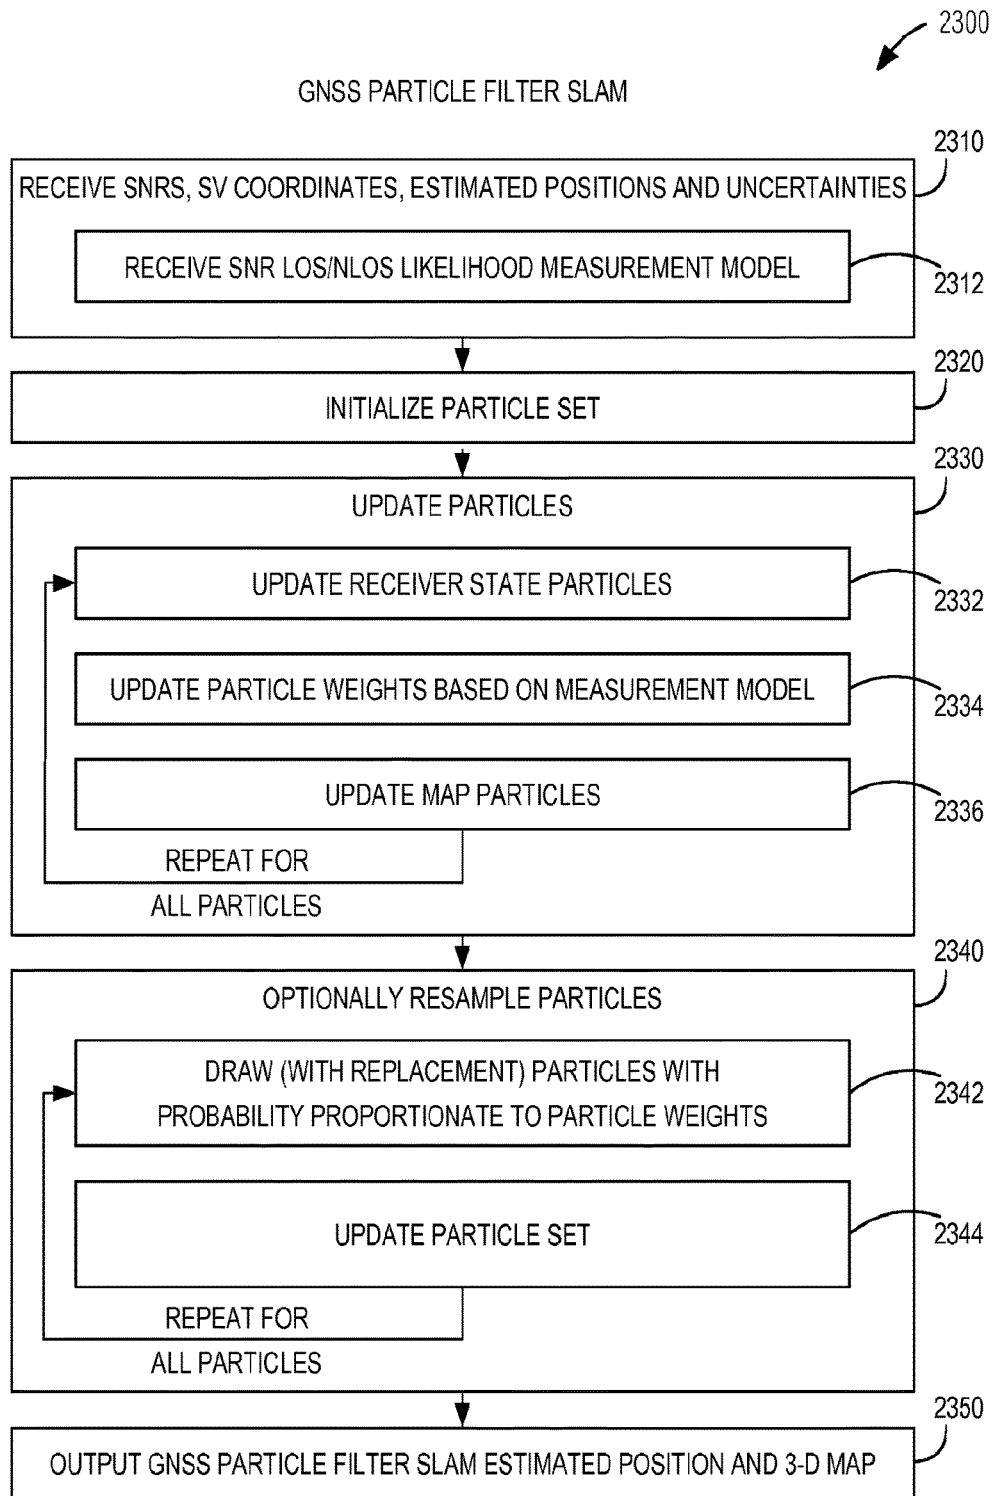 2300
GNSS PARTICLE FILTER SLAM
2310
RECEIVE SNRS, SV COORDINATES, ESTIMATED POSITIONS AND UNCERTAINTIES
RECEIVE SNR LOS/NLOS LIKELIHOOD MEASUREMENT MODEL
2312
2320
INITIALIZE PARTICLE SET
2330
UPDATE PARTICLES
UPDATE RECEIVER STATE PARTICLES
2332
UPDATE PARTICLE WEIGHTS BASED ON MEASUREMENT MODEL
2334
UPDATE MAP PARTICLES
2336
REPEAT FOR
ALL PARTICLES
2340
OPTIONALLY RESAMPLE PARTICLES
DRAW (WITH REPLACEMENT) PARTICLES WITH
PROBABILITY PROPORTIONATE TO PARTICLE WEIGHTS
2342
UPDATE PARTICLE SET
2344
REPEAT FOR
ALL PARTICLES
2350
OUTPUT GNSS PARTICLE FILTER SLAM ESTIMATED POSITION AND 3-D MAP